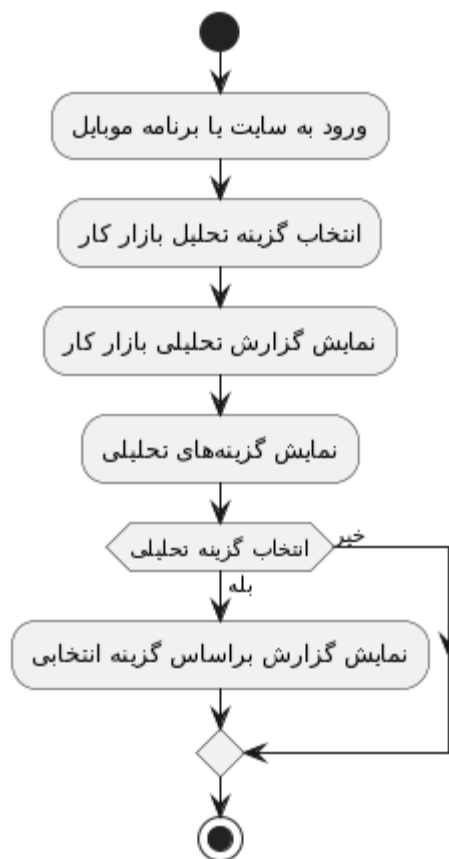 ورود به سایت یا برنامه موبایل
انتخاب گزینه تحلیل بازار کار
نمایش گزارش تحلیلی بازار کار
نمایش گزینه‌های تحلیلی
انتخاب گزینه تحلیلی
خیر
بله
نمایش گزارش براساس گزینه انتخابی